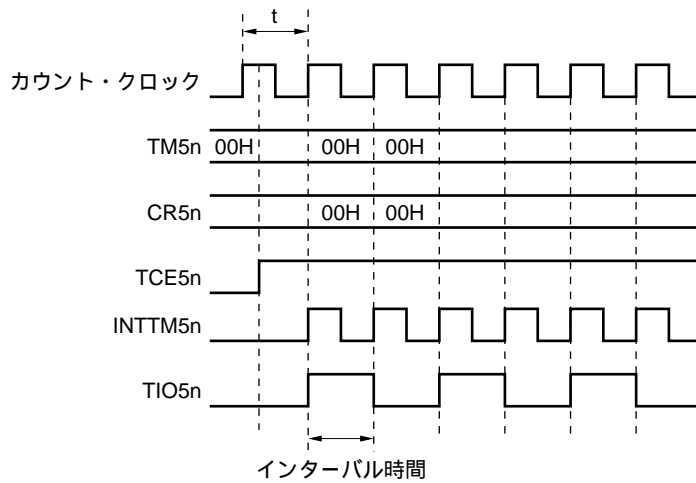 t
カウント・クロック
TM5n 00H 00H 00H
CR5n 00H 00H
TCE5n
INTTM5n
TIO5n
インターバル時間